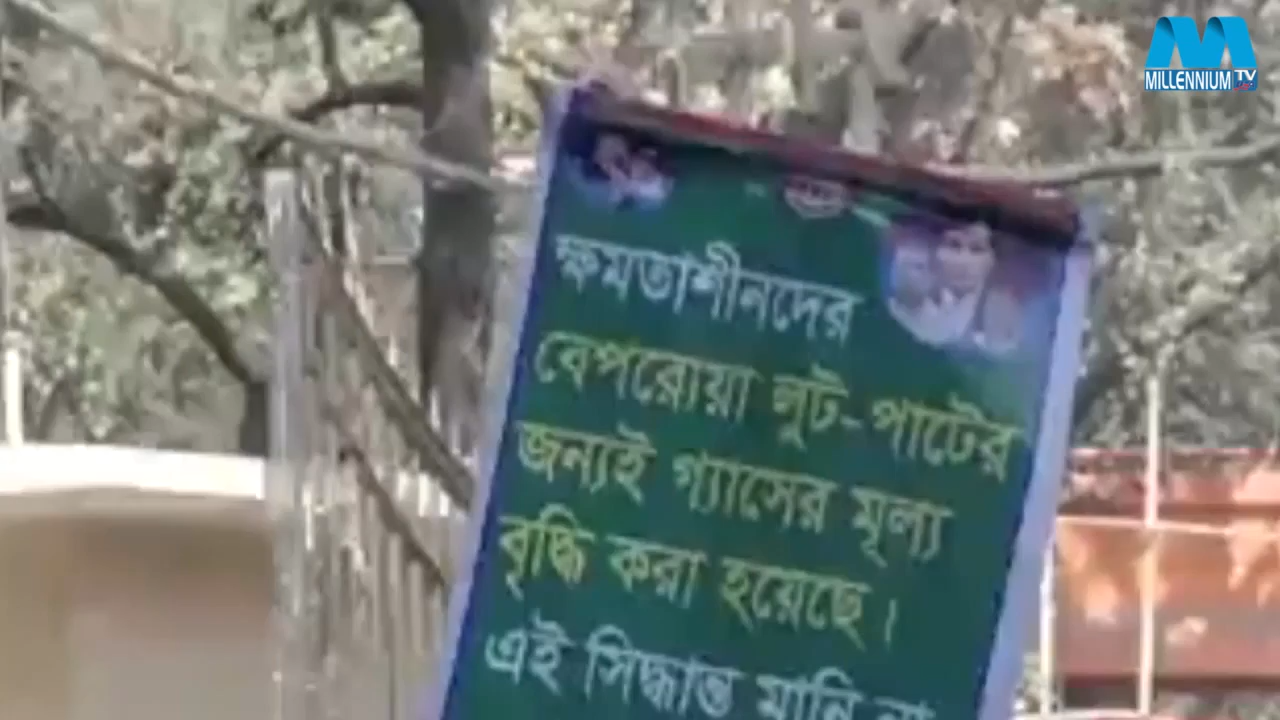 MILLENNIUM TV
ক্ষমতাশীনদের
বেপরোয়া লুট-পাটের
জন্যই গ্যাসের মূল্য
বৃদ্ধি করা হয়েছে।
এই সিদ্ধান্ত মানি না